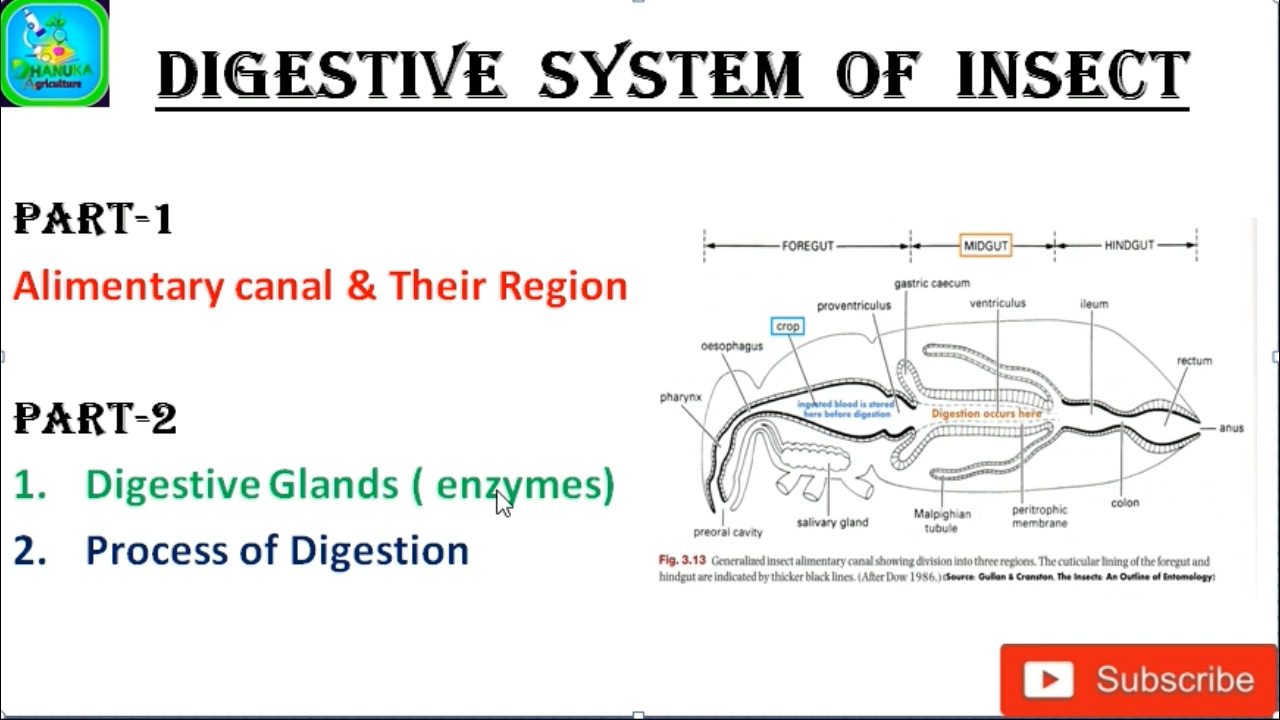 DHANUKA
Agriculture
DIGESTIVE SYSTEM OF INSECT
PART-1
Alimentary canal & Their Region
PART-2
1. Digestive Glands ( enzymes)
2. Process of Digestion
FOREGUT
MIDGUT
HINDGUT
gastric caecum
proventriculus
ventriculus
ileum
crop
oesophagus
rectum
pharynx
ingested blood is stored
here before digestion
Digestion occurs here
anus
preoral cavity
salivary gland
Malpighian
tubule
peritrophic
membrane
colon
Fig. 3.13 Generalized insect alimentary canal showing division into three regions. The cuticular lining of the foregut and
hindgut are indicated by thicker black lines. (After Dow 1986.) (Source: Gullan & Cranston, The Insects: An Outline of Entomology)
Subscribe